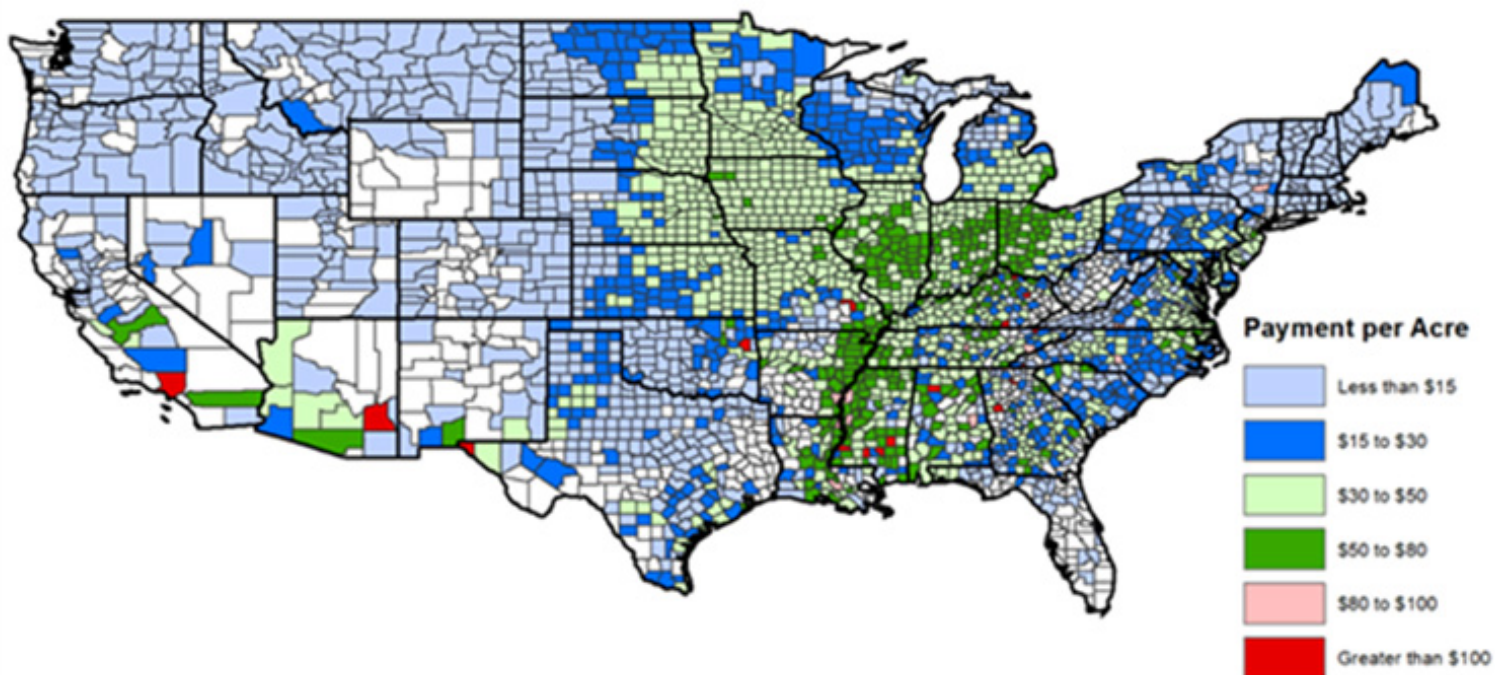 Payment per Acre
Less than $15
$15 to $30
$30 to $50
$50 to $80
$80 to $100
Greater than $100